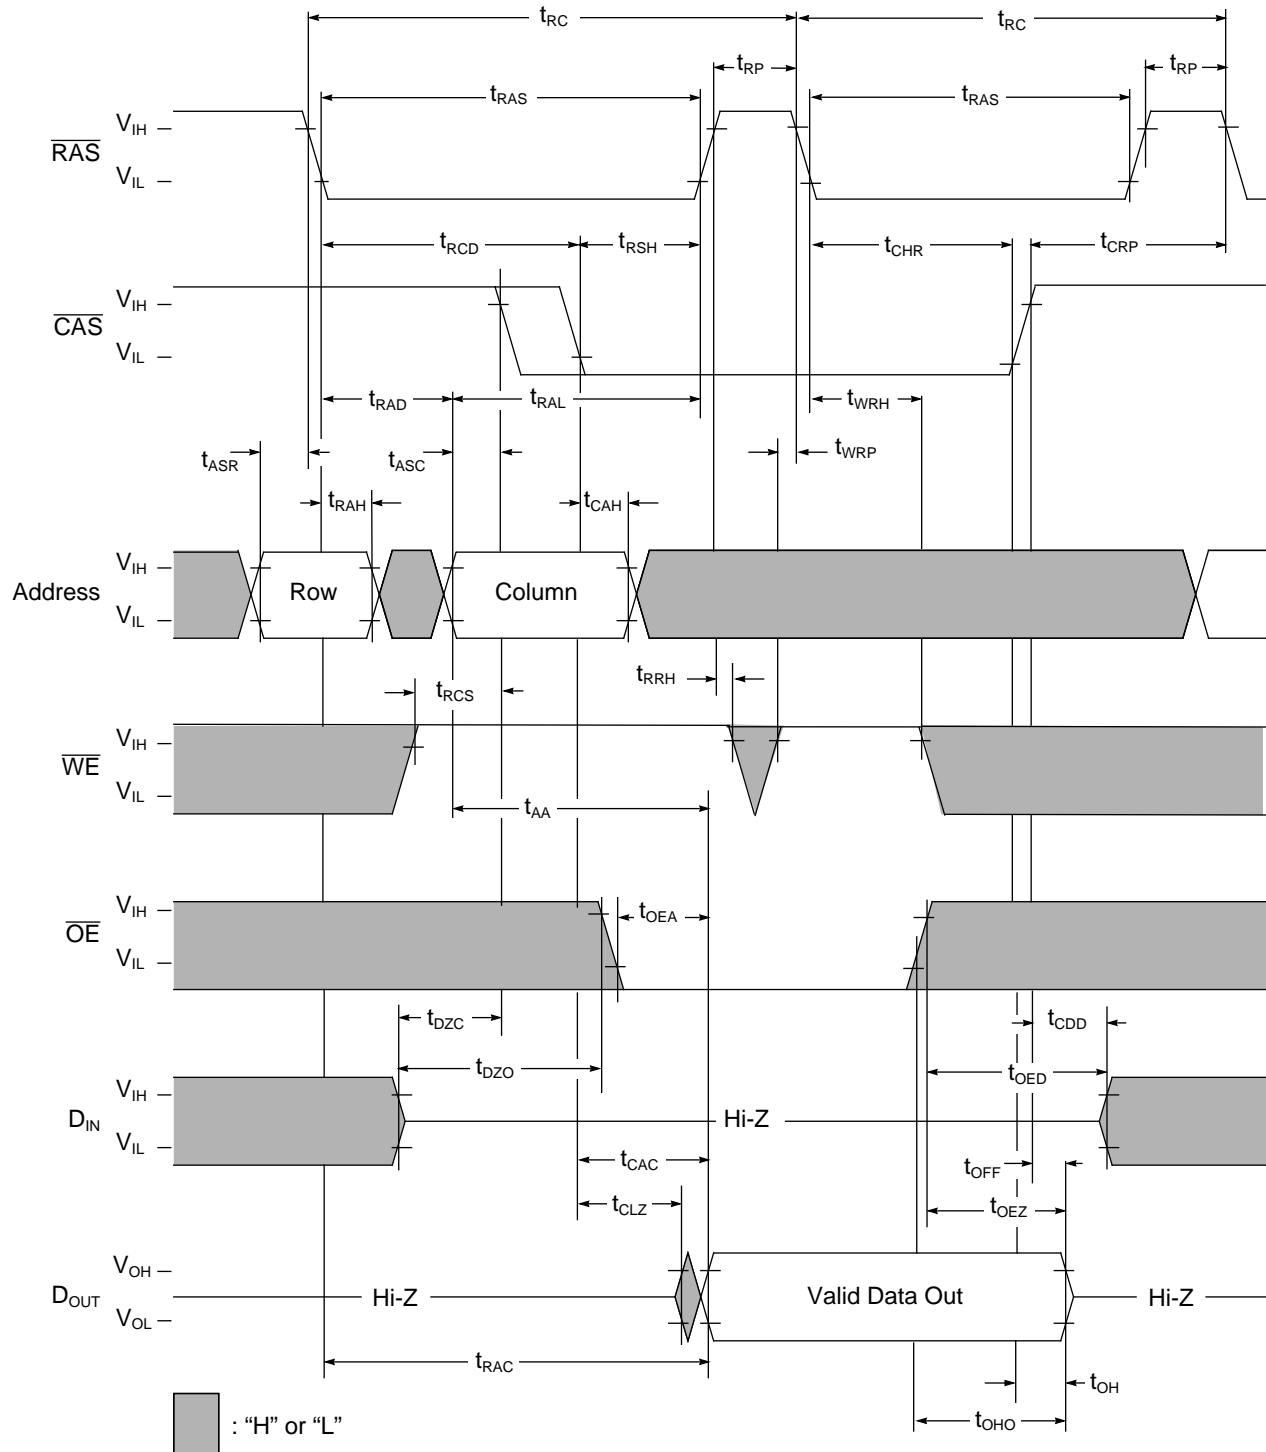 tRC tRC
tRP tRP
tRAS tRAS
RAS VIH
VIL
tRCD tRSH tCHR tCRP
CAS VIH
VIL
tRAD tRAL tWRH
tASR tASC tWRP
tRAH tCAH
Address VIH
VIL
Row Column
tRRH
tRCS
WE VIH
VIL
tAA
OE VIH
VIL
tOEA
tDZC tCDD
tDZO tOED
DIN VIH
VIL
Hi-Z
tCAC tOFF
tCLZ tOEZ
DOUT VOH
VOL
Hi-Z Valid Data Out Hi-Z
tRAC
tOH
tOHO
: “H” or “L”